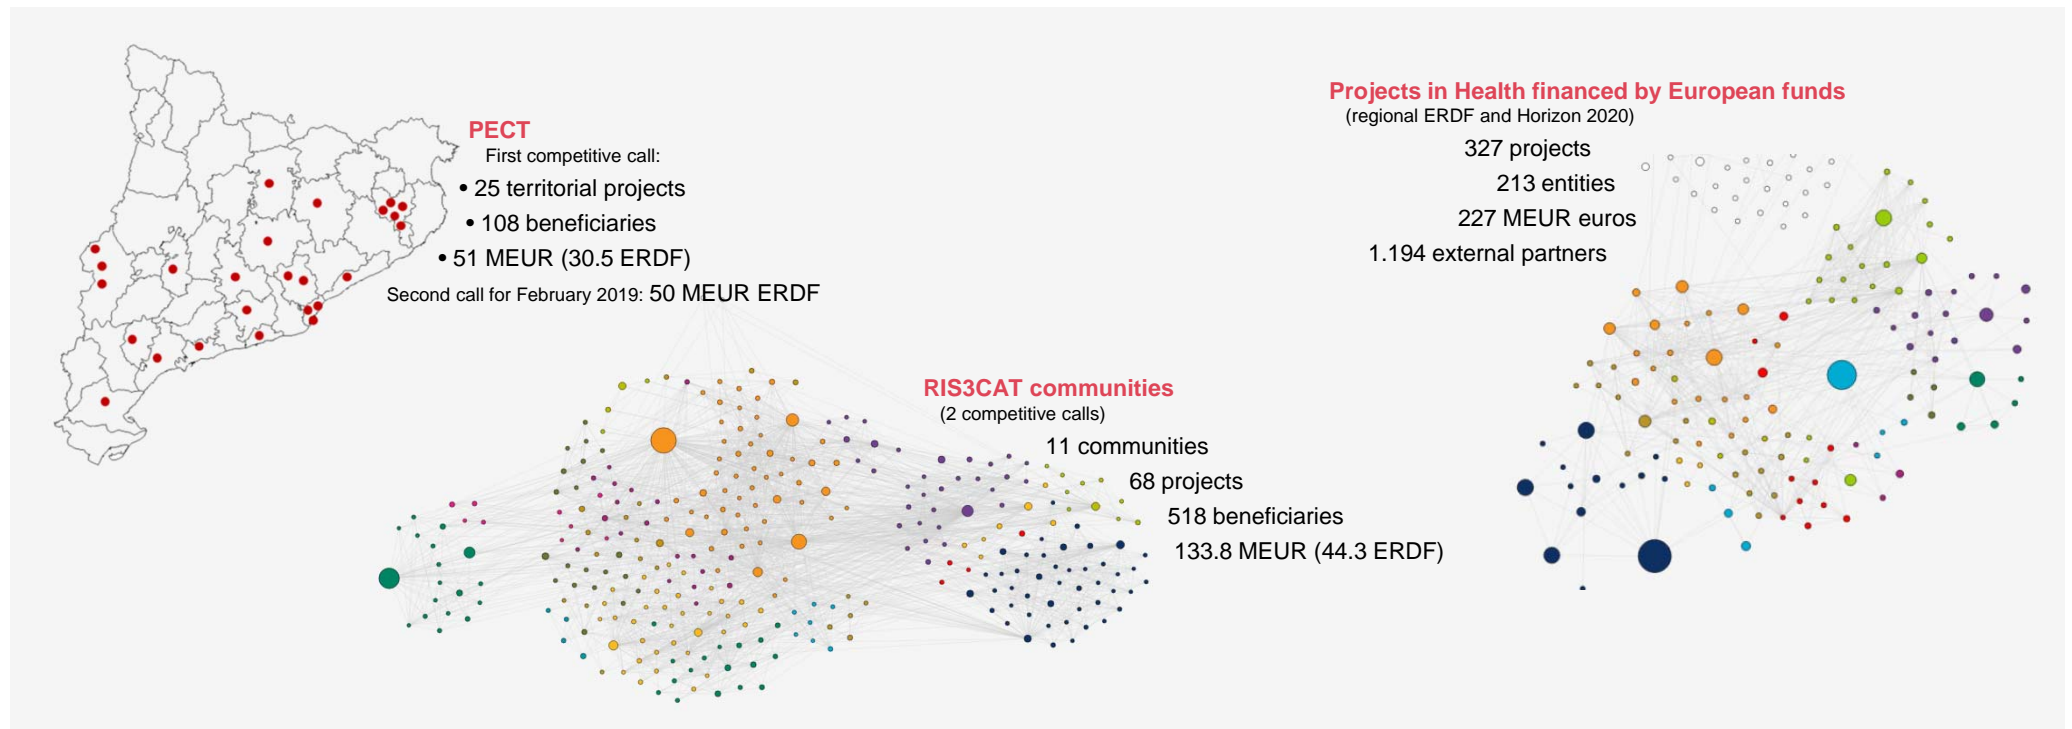 PECT
First competitive call:
• 25 territorial projects
• 108 beneficiaries
• 51 MEUR (30.5 ERDF)
Second call for February 2019: 50 MEUR ERDF
RIS3CAT communities
(2 competitive calls)
11 communities
68 projects
518 beneficiaries
133.8 MEUR (44.3 ERDF)
Projects in Health financed by European funds
(regional ERDF and Horizon 2020)
327 projects
213 entities
227 MEUR euros
1.194 external partners